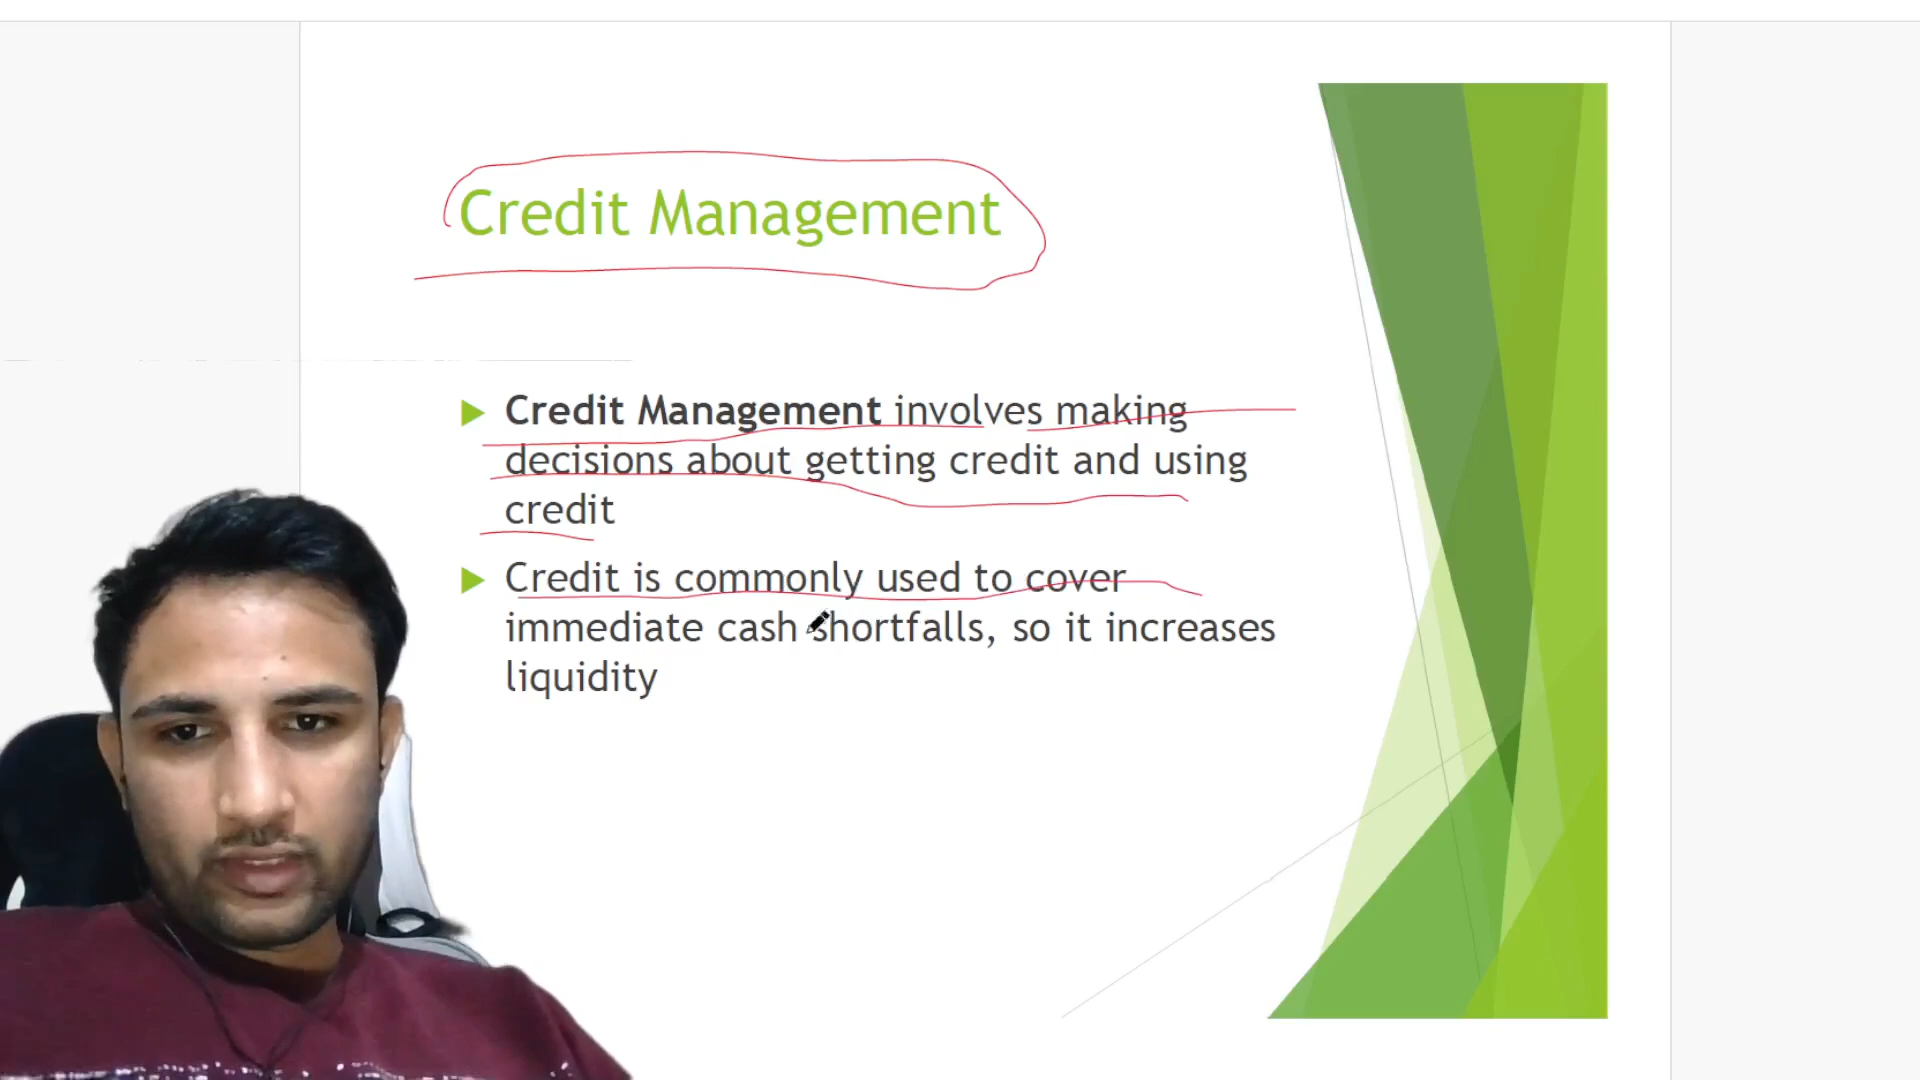 Credit Management
Credit Management involves making
decisions about getting credit and using
credit
Credit is commonly used to cover
immediate cash shortfalls, so it increases
liquidity